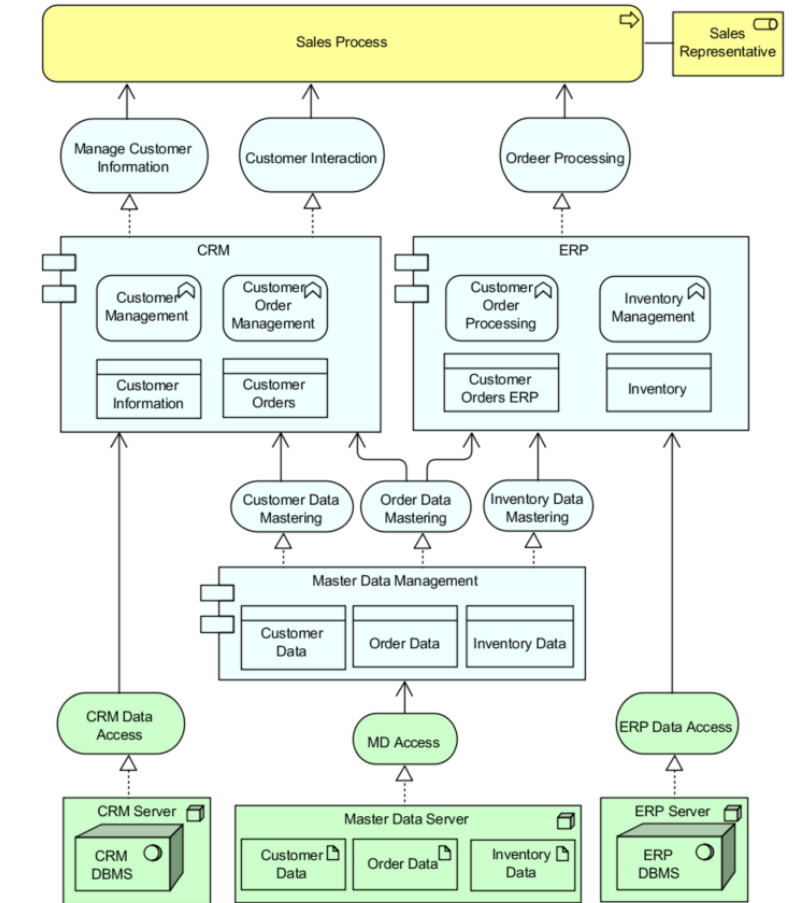 Sales Process
Sales
Representative
Manage Customer
Information
Customer Interaction
Ordeer Processing
CRM
ERP
Customer
Management
Customer
Order
Management
Customer
Order
Processing
Inventory
Management
Customer
Information
Customer
Orders
Customer
Orders ERP
Inventory
Customer Data
Mastering
Order Data
Mastering
Inventory Data
Mastering
Master Data Management
Customer
Data
Order Data
Inventory Data
CRM Data
Access
MD Access
ERP Data Access
CRM Server
Master Data Server
ERP Server
CRM
DBMS
Customer
Data
Order Data
Inventory
Data
ERP
DBMS